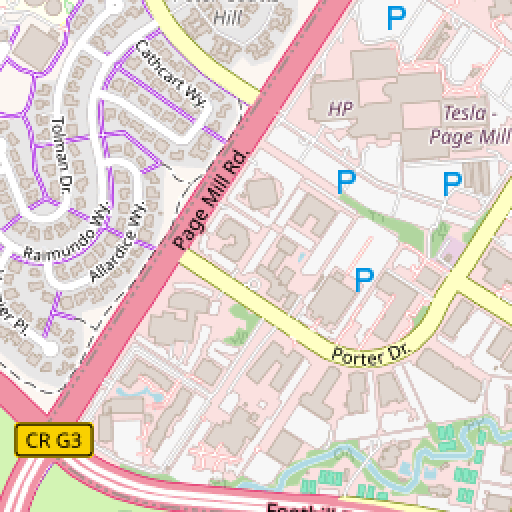 Hill
P
Cathcart Wy.
HP
Tesla -
Page Mill
Tolman Dr.
Page Mill Rd.
P
P
Raimundo Wy.
Allardice Wy.
P
Pl.
Porter Dr.
CR G3